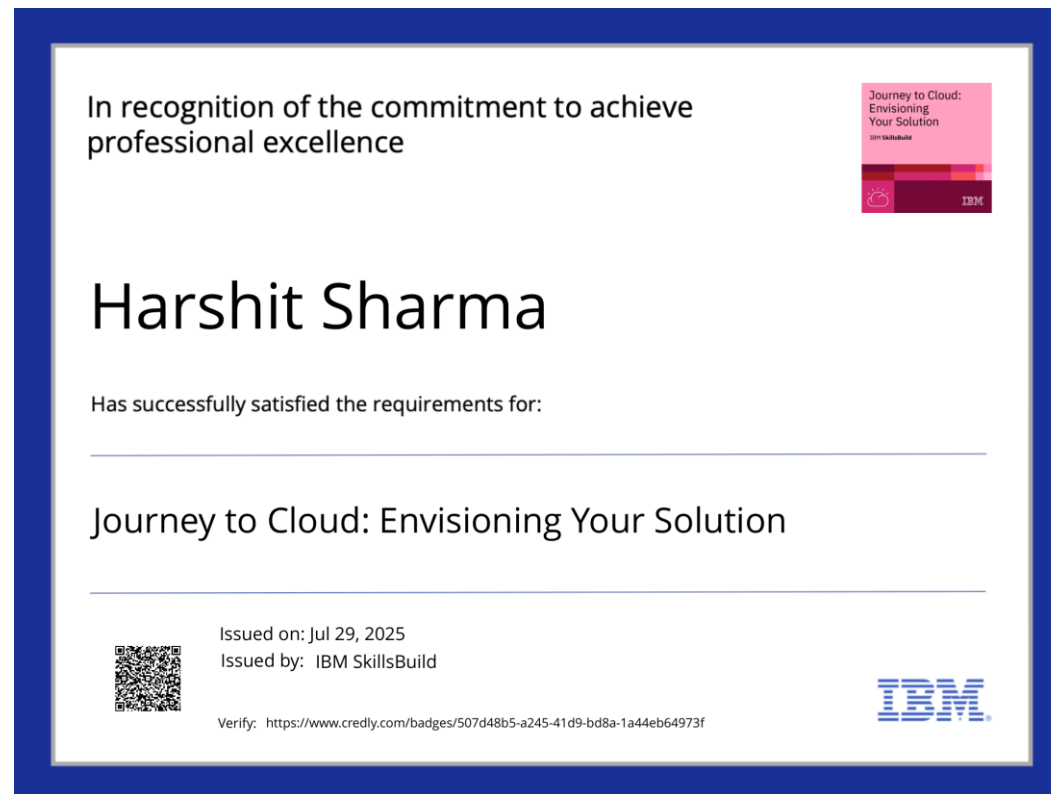 In recognition of the commitment to achieve
professional excellence
Journey to Cloud:
Envisioning
Your Solution
IBM SkillsBuild
IBM
Harshit Sharma
Has successfully satisfied the requirements for:
Journey to Cloud: Envisioning Your Solution
Issued on: Jul 29, 2025
Issued by: IBM SkillsBuild
Verify: https://www.credly.com/badges/507d48b5-a245-41d9-bd8a-1a44eb64973f
IBM.